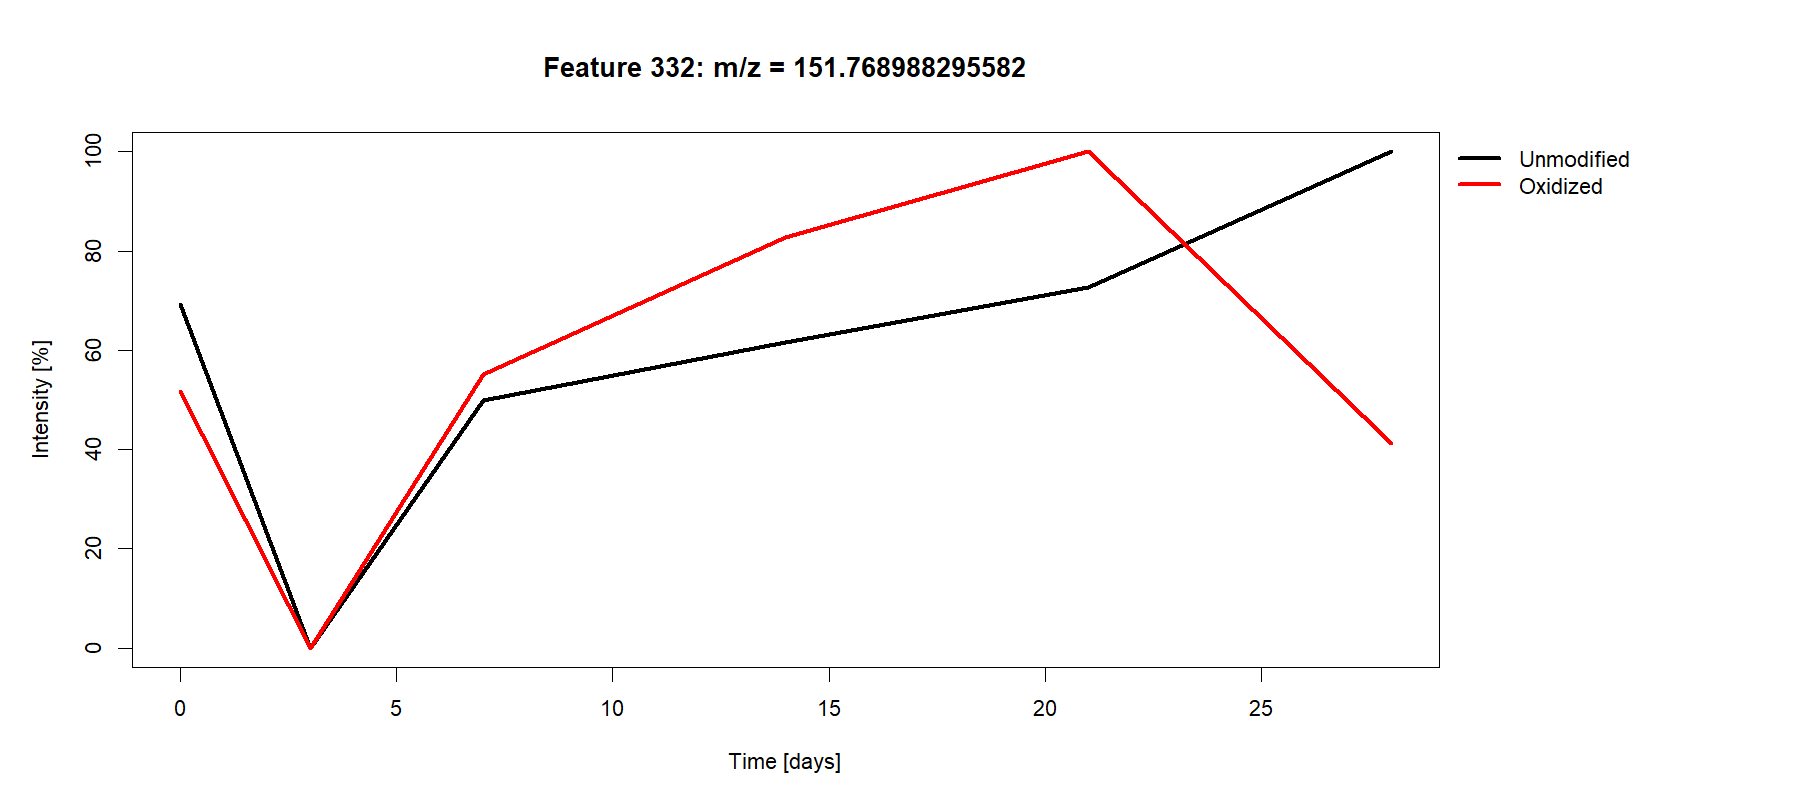 Feature 332: m/z = 151.768988295582
Unmodified
Oxidized
100
80
60
40
20
0
Intensity [%]
0 5 10 15 20 25
Time [days]